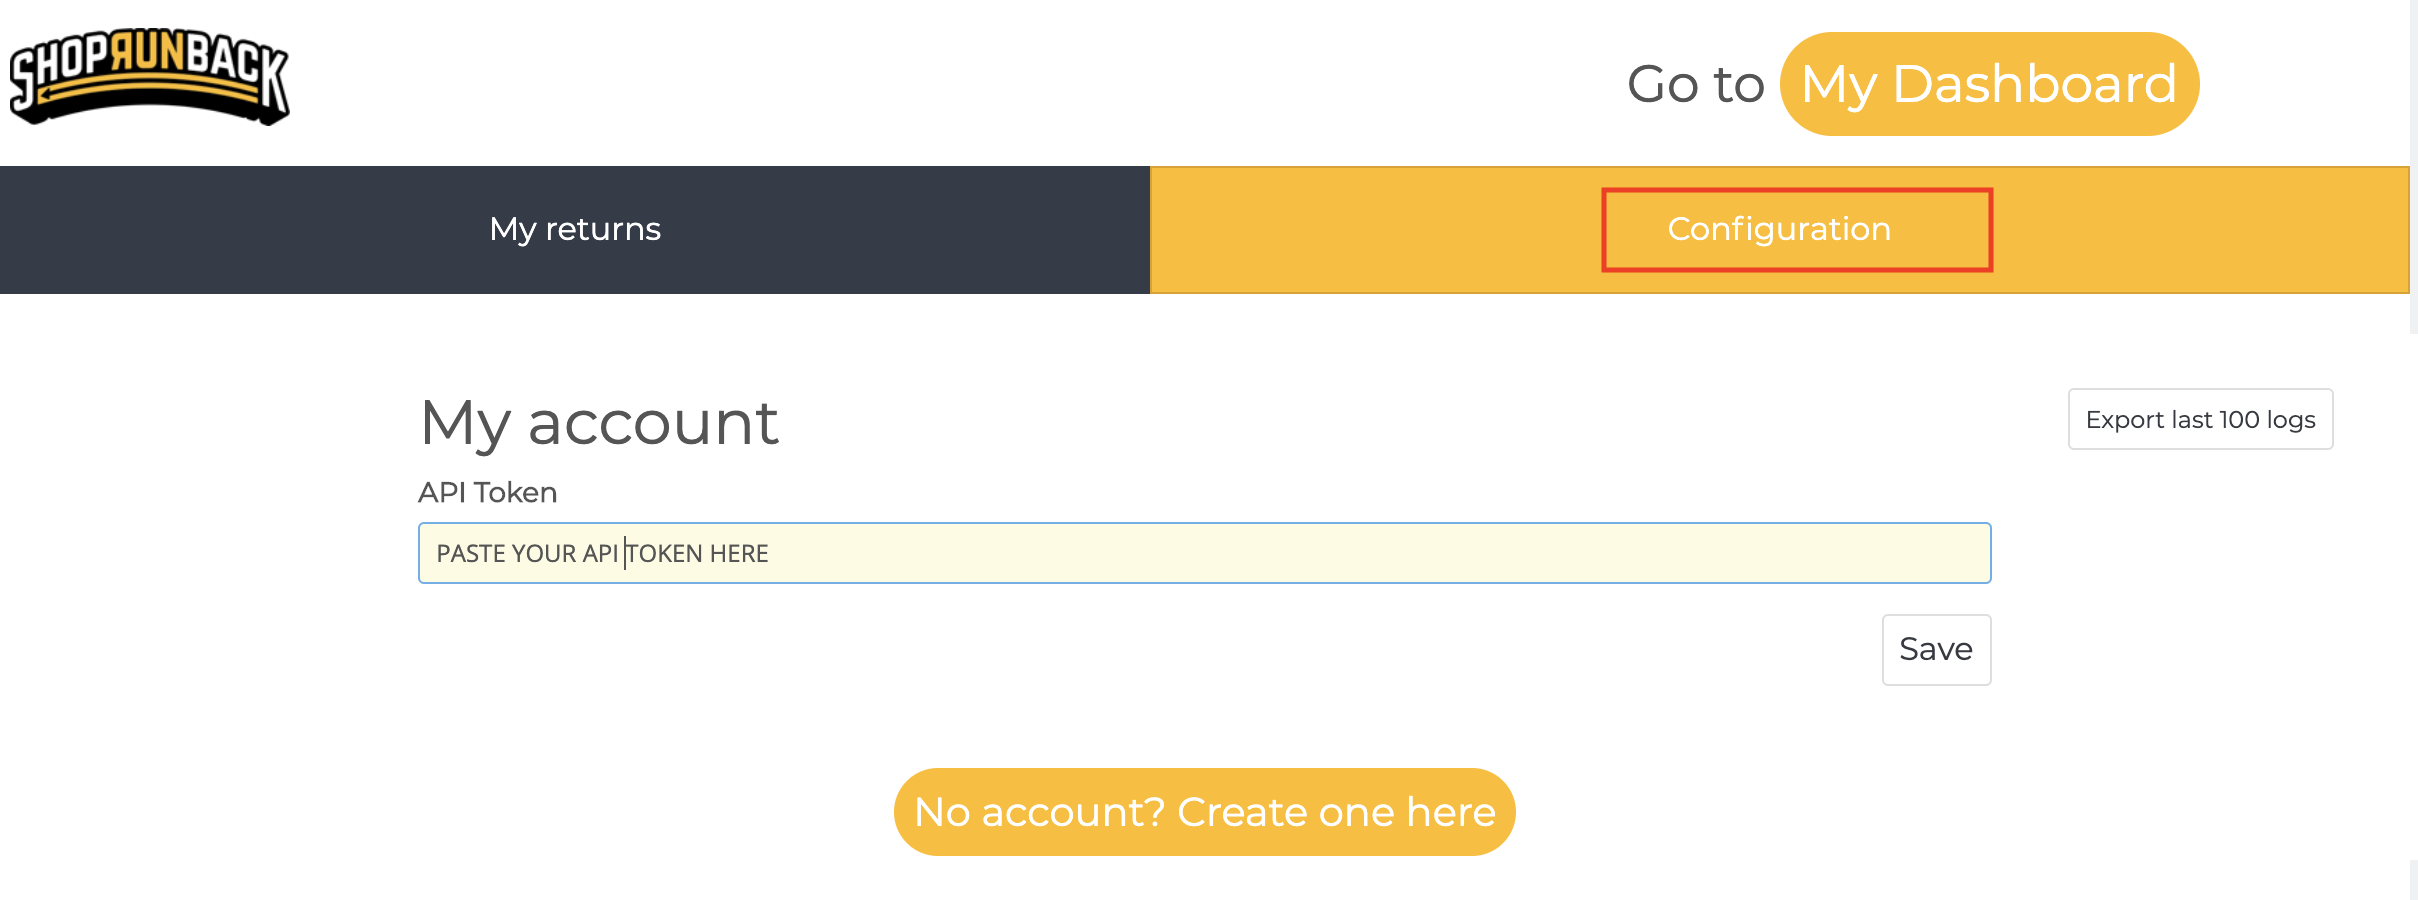 SHOPRUNBACK
Go to My Dashboard
My returns
Configuration
My account
Export last 100 logs
API Token
PASTE YOUR API TOKEN HERE
Save
No account? Create one here